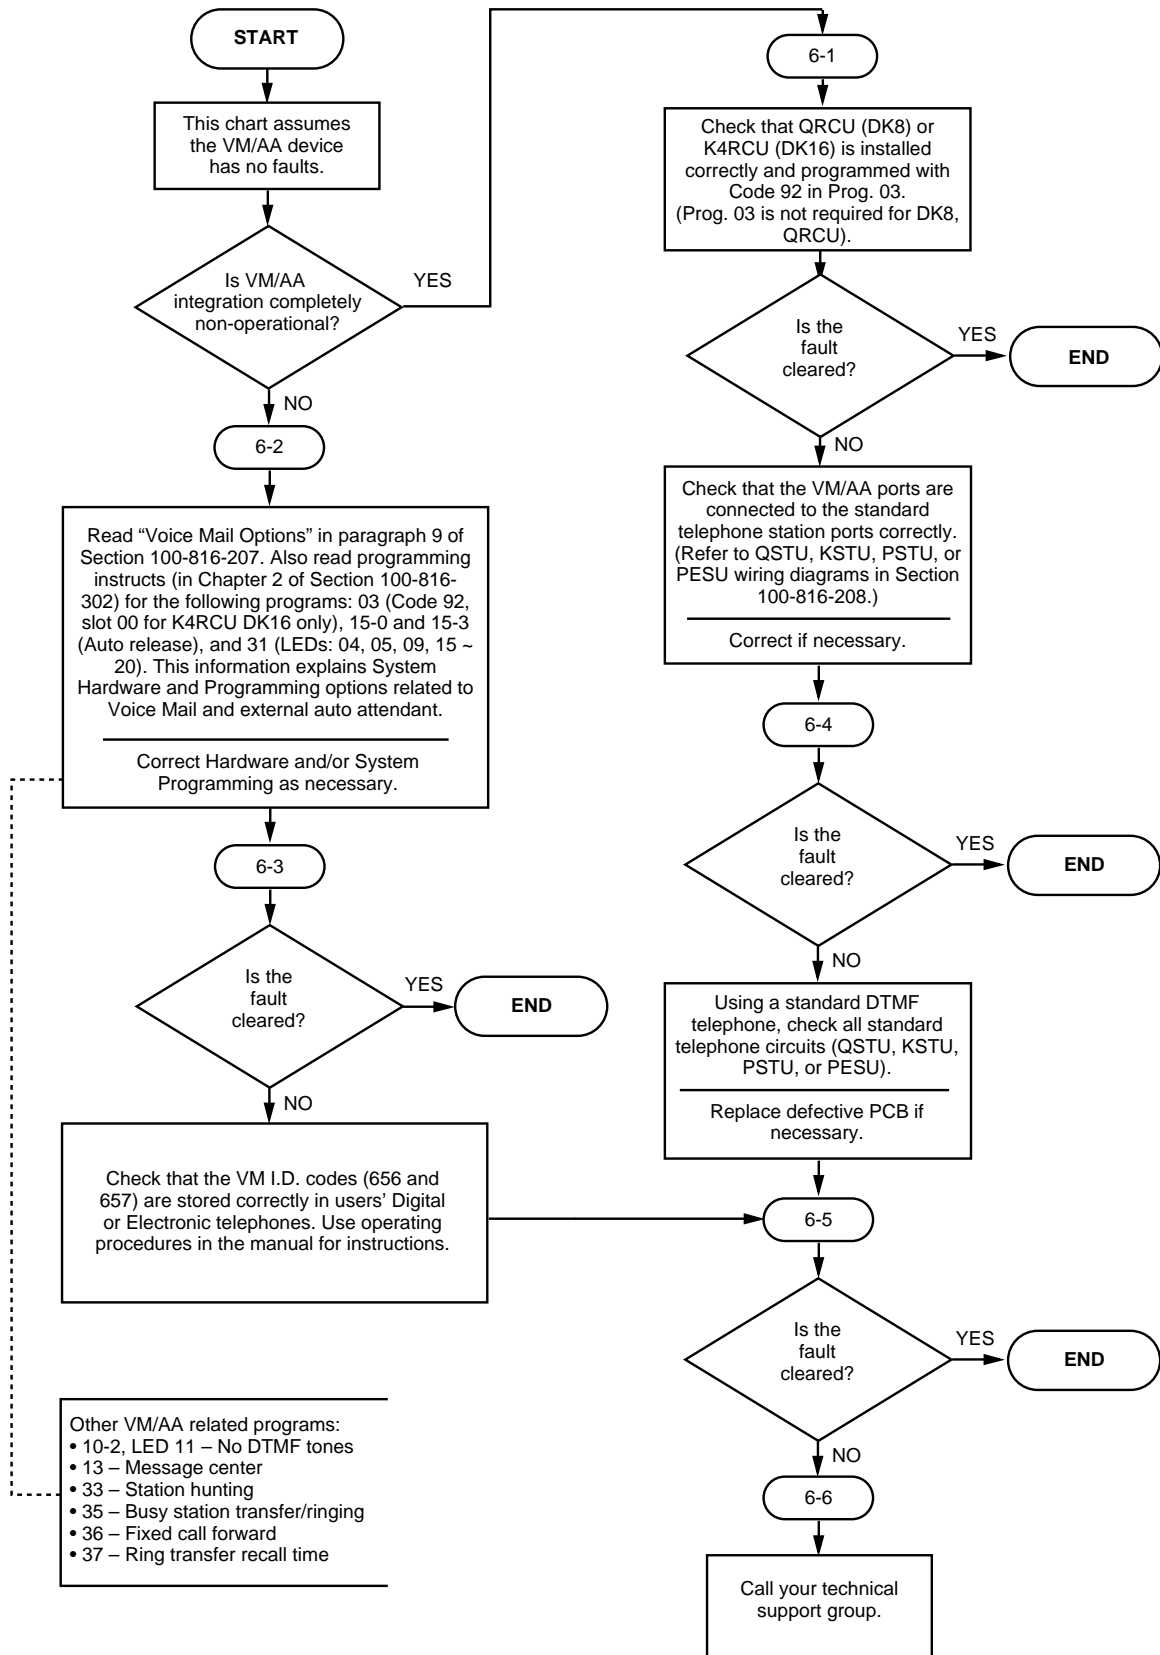 START
This chart assumes
the VM/AA device
has no faults.
Is VM/AA
integration completely
non-operational?
YES
NO
6-2
Read “Voice Mail Options” in paragraph 9 of
Section 100-816-207. Also read programming
instructs (in Chapter 2 of Section 100-816-
302) for the following programs: 03 (Code 92,
slot 00 for K4RCU DK16 only), 15-0 and 15-3
(Auto release), and 31 (LEDs: 04, 05, 09, 15 ~
20). This information explains System
Hardware and Programming options related to
Voice Mail and external auto attendant.
Correct Hardware and/or System
Programming as necessary.
6-3
Is the
fault
cleared?
YES
END
NO
Check that the VM I.D. codes (656 and
657) are stored correctly in users’ Digital
or Electronic telephones. Use operating
procedures in the manual for instructions.
Other VM/AA related programs:
• 10-2, LED 11 – No DTMF tones
• 13 – Message center
• 33 – Station hunting
• 35 – Busy station transfer/ringing
• 36 – Fixed call forward
• 37 – Ring transfer recall time
6-1
Check that QRCU (DK8) or
K4RCU (DK16) is installed
correctly and programmed with
Code 92 in Prog. 03.
(Prog. 03 is not required for DK8,
QRCU).
Is the
fault
cleared?
YES
END
NO
Check that the VM/AA ports are
connected to the standard
telephone station ports correctly.
(Refer to QSTU, KSTU, PSTU, or
PESU wiring diagrams in Section
100-816-208.)
Correct if necessary.
6-4
Is the
fault
cleared?
YES
END
NO
Using a standard DTMF
telephone, check all standard
telephone circuits (QSTU, KSTU,
PSTU, or PESU).
Replace defective PCB if
necessary.
6-5
Is the
fault
cleared?
YES
END
NO
6-6
Call your technical
support group.